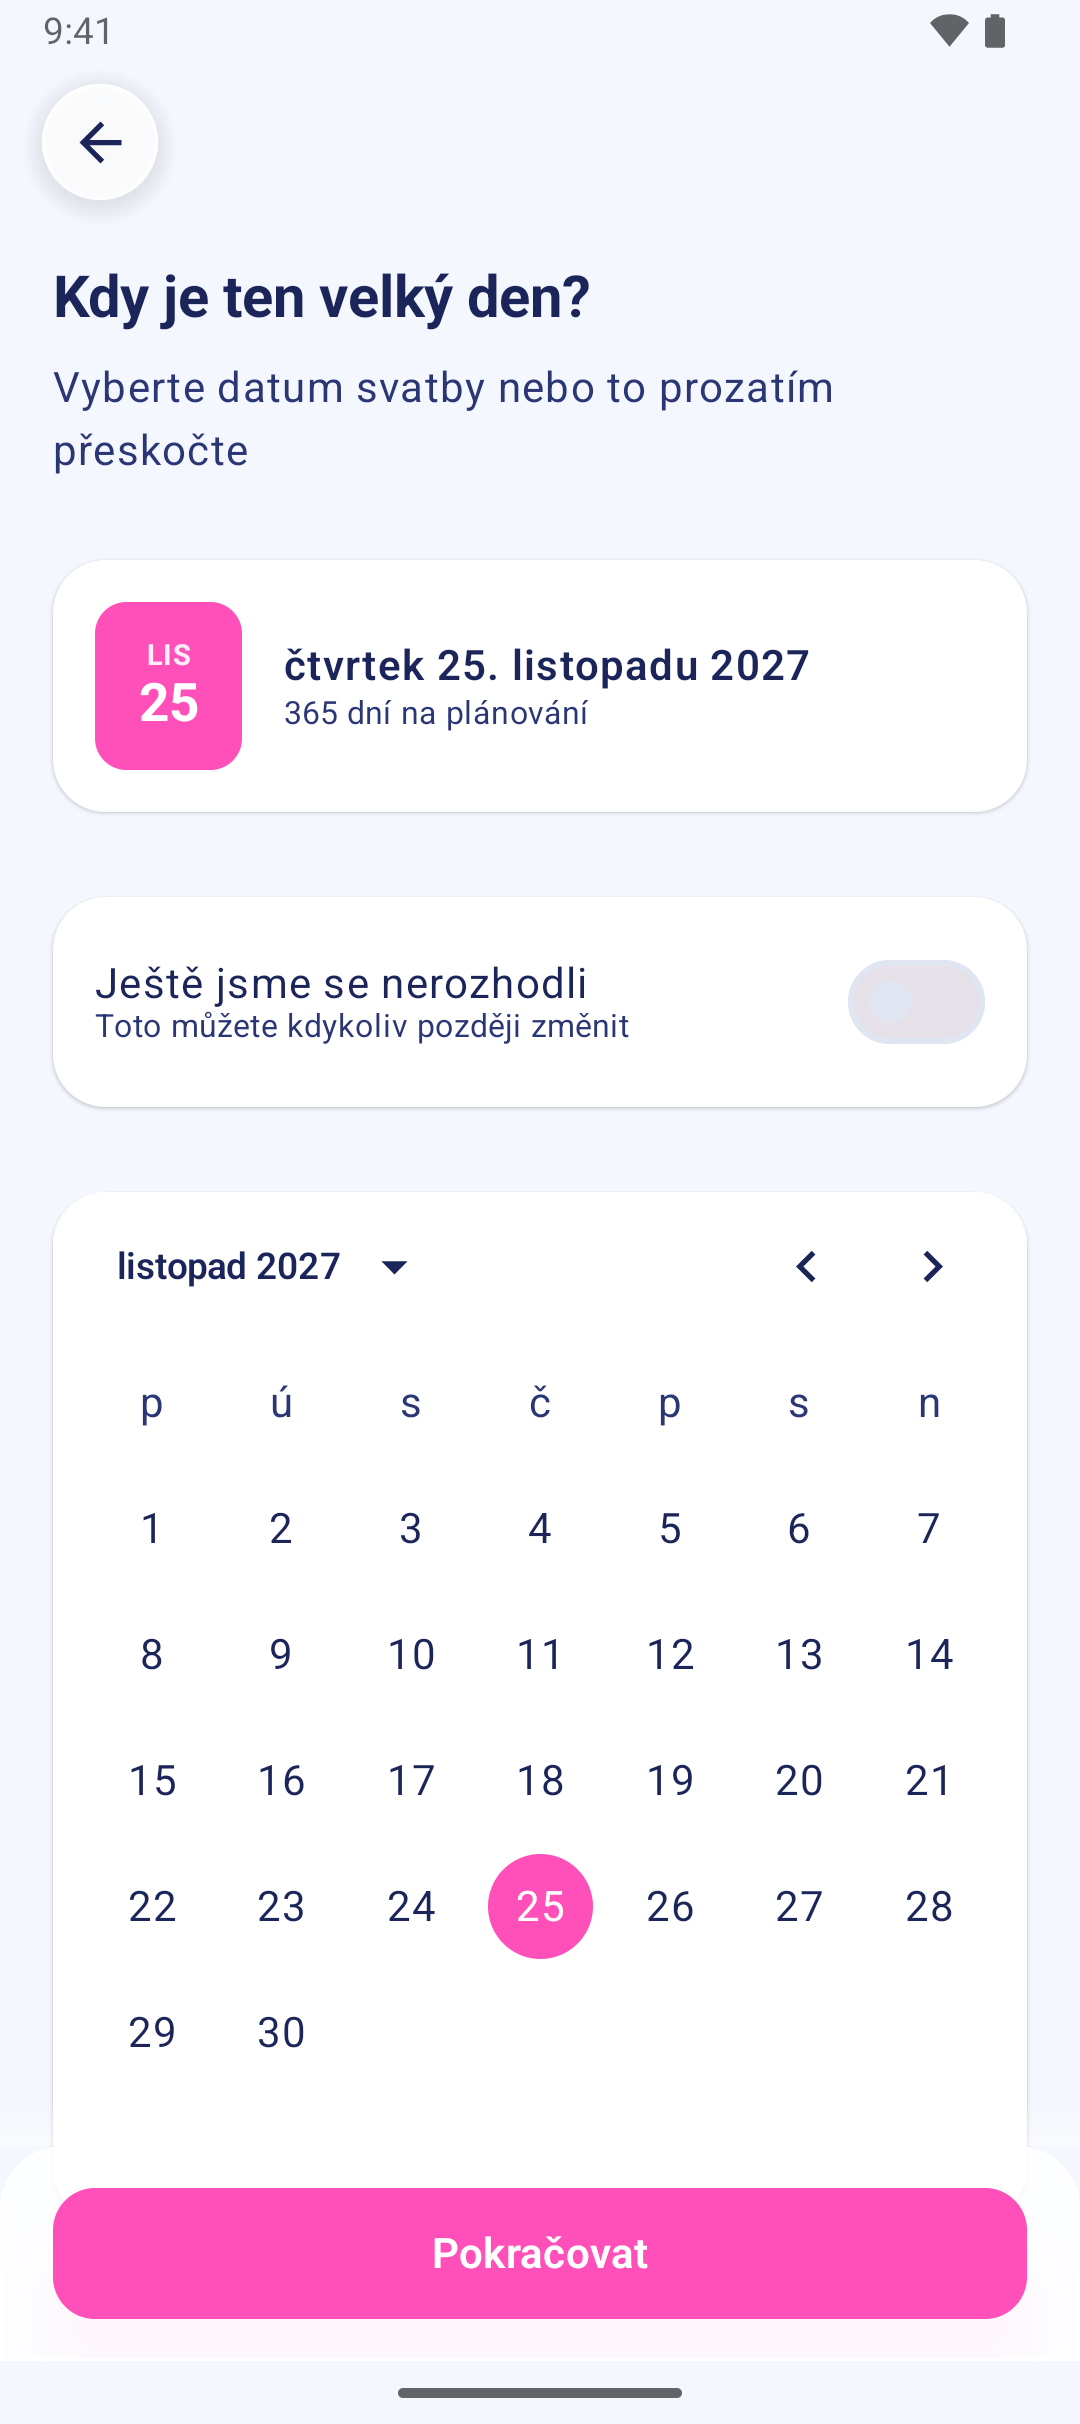 9:41
Kdy je ten velký den?
Vyberte datum svatby nebo to prozatím
přeskočte
LIS
25
čtvrtek 25. listopadu 2027
365 dní na plánování
Ještě jsme se nerozhodli
Toto můžete kdykoliv později změnit
listopad 2027
p ú s č p s n
1 2 3 4 5 6 7
8 9 10 11 12 13 14
15 16 17 18 19 20 21
22 23 24 25 26 27 28
29 30
Pokračovat